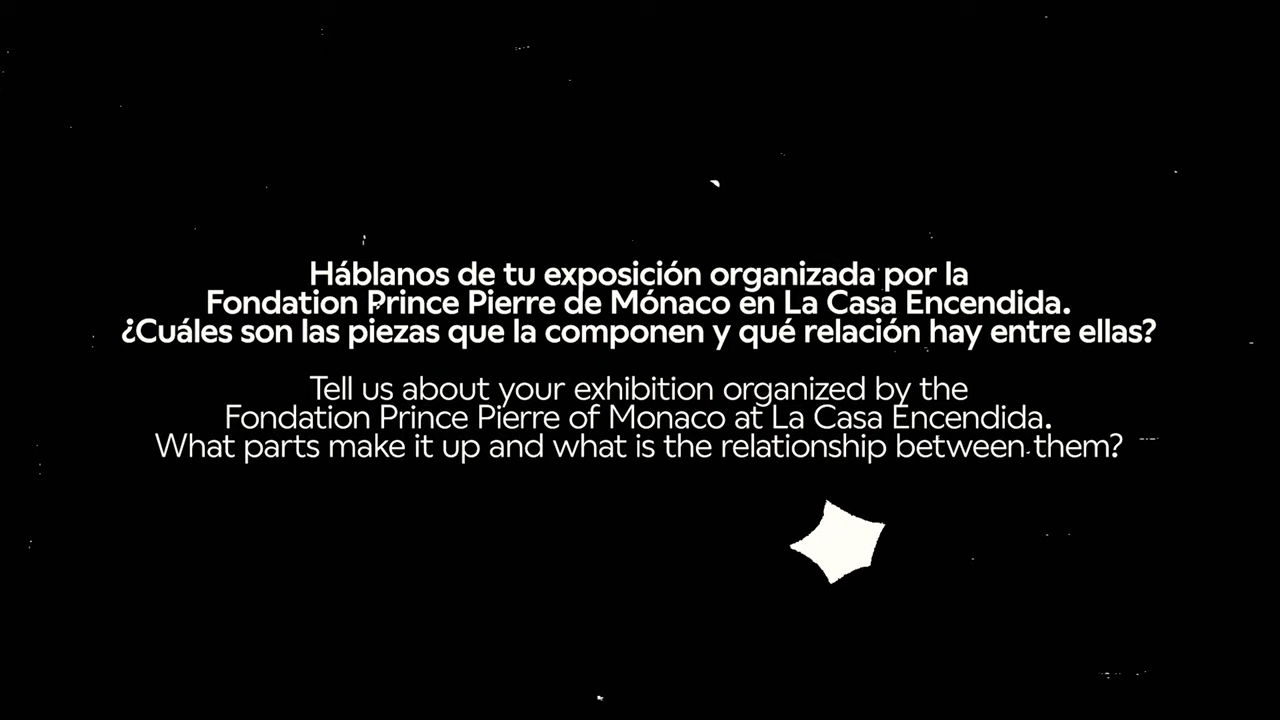 Háblanos de tu exposición organizada por la
Fondation Prince Pierre de Mónaco en La Casa Encendida.
¿Cuáles son las piezas que la componen y qué relación hay entre ellas?
Tell us about your exhibition organized by the
Fondation Prince Pierre of Monaco at La Casa Encendida.
What parts make it up and what is the relationship between them?